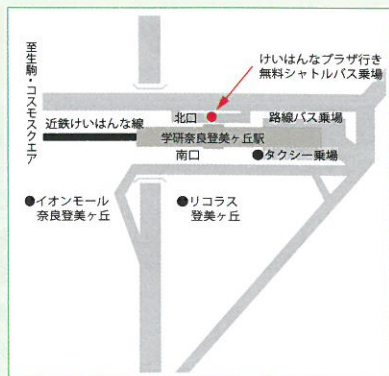 けいはんなプラザ行き
無料シャトルバス乗場
至生駒・コスモスクエア
近鉄けいはんな線
北口
路線バス乗場
学研奈良登美ヶ丘駅
南口
●タクシー乗場
●イオンモール
奈良登美ヶ丘
●リコラス
登美ヶ丘